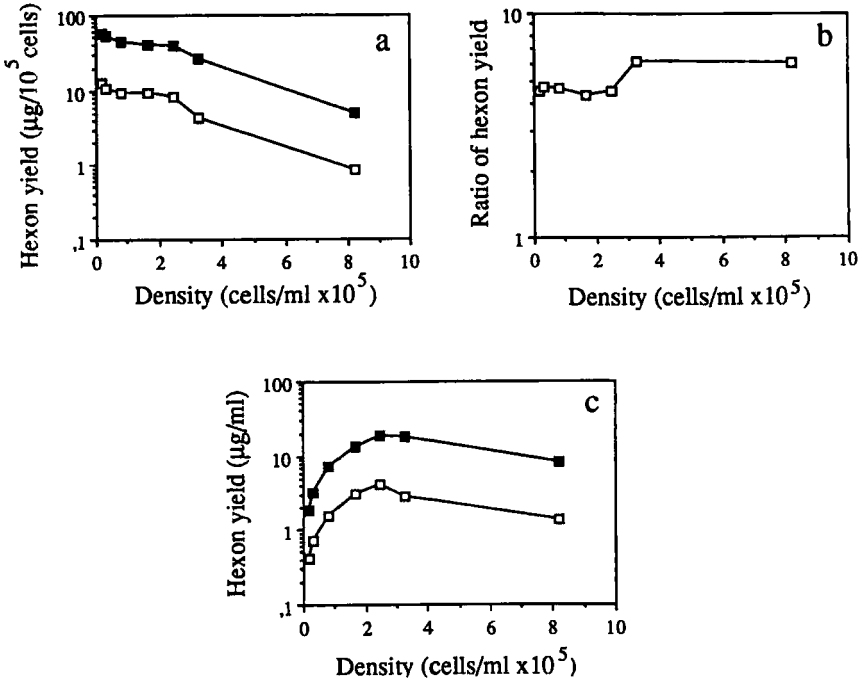 100
10
1
,1
Hexon yield (µg/10⁵ cells)
a
0 2 4 6 8 10
Density (cells/ml x10⁵)
10
1
Ratio of hexon yield
b
0 2 4 6 8 10
Density (cells/ml x10⁵)
100
10
1
,1
Hexon yield (µg/ml)
c
0 2 4 6 8 10
Density (cells/ml x10⁵)